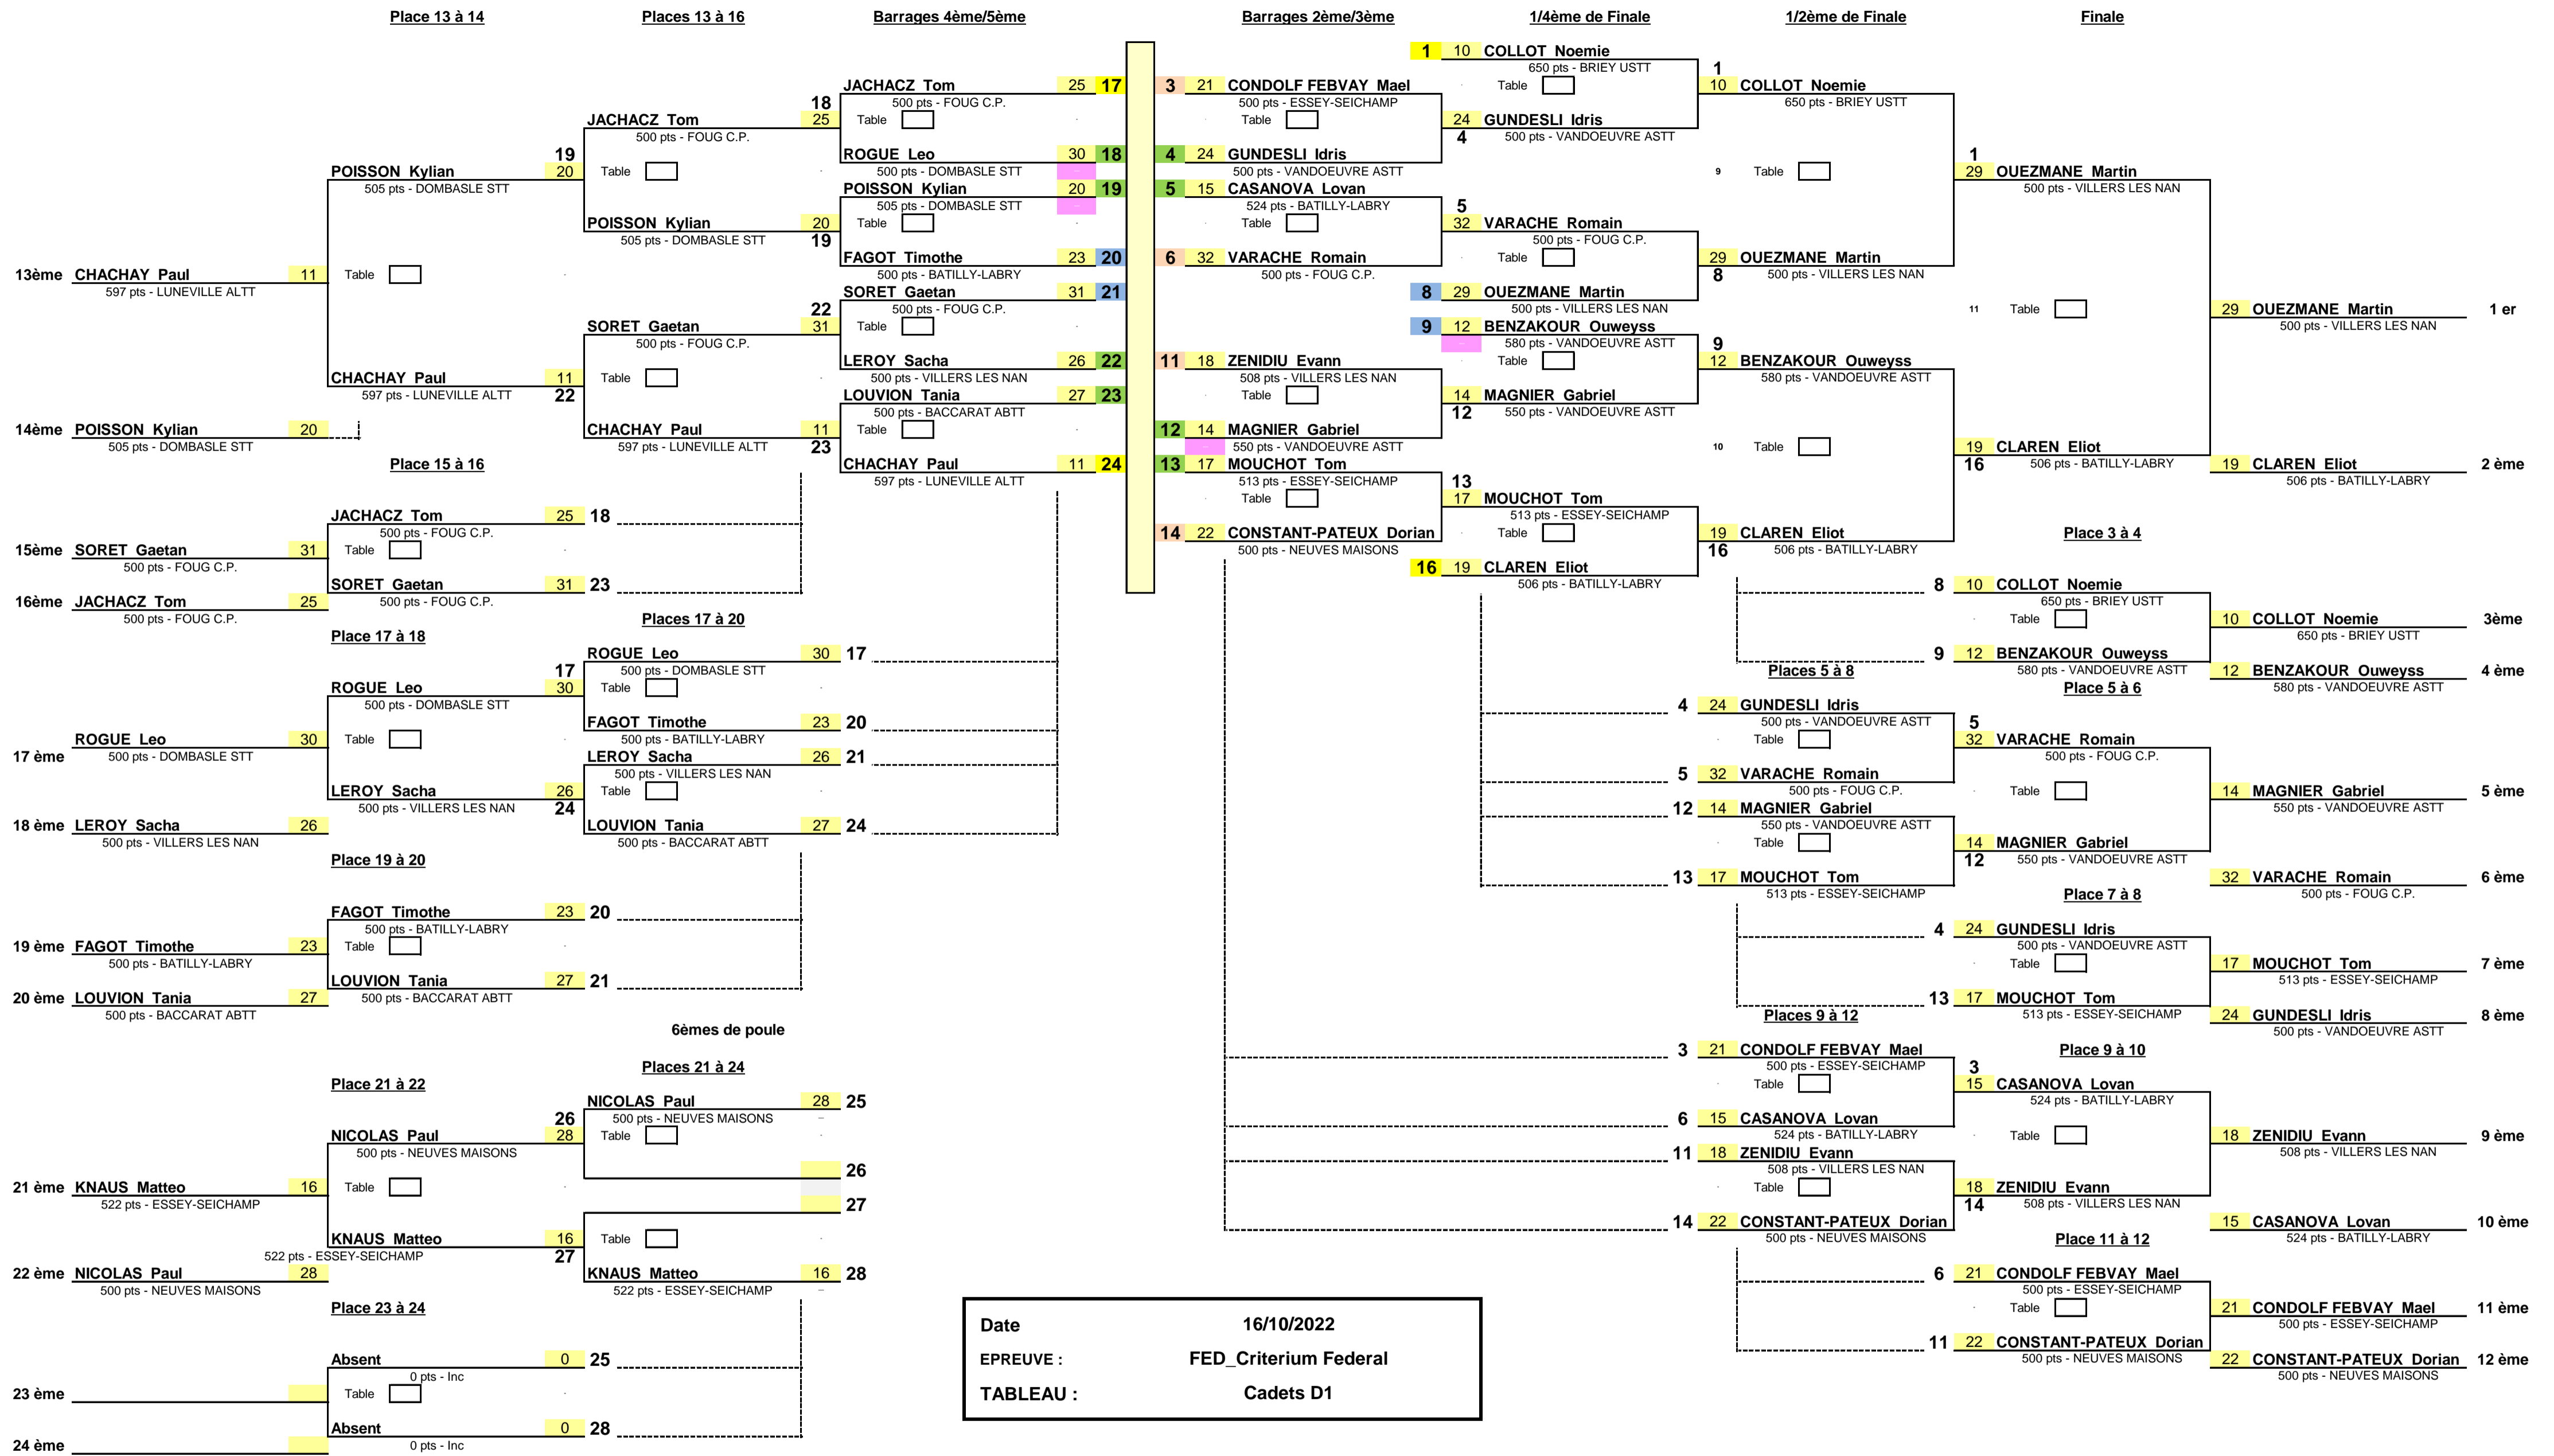 Place 13 à 14
Places 13 à 16
Barrages 4ème/5ème
Barrages 2ème/3ème
1/4ème de Finale
1/2ème de Finale
Finale
13ème CHACHAY Paul 11
597 pts - LUNEVILLE ALTT
14ème POISSON Kylian 20
505 pts - DOMBASLE STT
19
POISSON Kylian 20
505 pts - DOMBASLE STT
Table
CHACHAY Paul 11
597 pts - LUNEVILLE ALTT
22
18
JACHACZ Tom 25
500 pts - FOUG C.P.
Table
POISSON Kylian 20
505 pts - DOMBASLE STT
19
22
SORET Gaetan 31
500 pts - FOUG C.P.
Table
CHACHAY Paul 11
597 pts - LUNEVILLE ALTT
23
JACHACZ Tom 25 17
500 pts - FOUG C.P.
Table
ROGUE Leo 30 18
500 pts - DOMBASLE STT
POISSON Kylian 20 19
505 pts - DOMBASLE STT
Table
FAGOT Timothe 23 20
500 pts - BATILLY-LABRY
SORET Gaetan 31 21
500 pts - FOUG C.P.
Table
LEROY Sacha 26 22
500 pts - VILLERS LES NAN
LOUVION Tania 27 23
500 pts - BACCARAT ABTT
Table
CHACHAY Paul 11 24
597 pts - LUNEVILLE ALTT
3 21 CONDOLF FEBVAY Mael
500 pts - ESSEY-SEICHAMP
Table
4 24 GUNDESLI Idris
500 pts - VANDOEUVRE ASTT
5 15 CASANOVA Lovan
524 pts - BATILLY-LABRY
Table
6 32 VARACHE Romain
500 pts - FOUG C.P.
11 18 ZENIDIU Evann
508 pts - VILLERS LES NAN
Table
12 14 MAGNIER Gabriel
550 pts - VANDOEUVRE ASTT
13 17 MOUCHOT Tom
513 pts - ESSEY-SEICHAMP
Table
14 22 CONSTANT-PATEUX Dorian
500 pts - NEUVES MAISONS
1 10 COLLOT Noemie
650 pts - BRIEY USTT
Table
24 GUNDESLI Idris
4 500 pts - VANDOEUVRE ASTT
5
32 VARACHE Romain
500 pts - FOUG C.P.
Table
8 29 OUEZMANE Martin
500 pts - VILLERS LES NAN
9 12 BENZAKOUR Ouweyss
580 pts - VANDOEUVRE ASTT
Table
14 MAGNIER Gabriel
12 550 pts - VANDOEUVRE ASTT
13
17 MOUCHOT Tom
513 pts - ESSEY-SEICHAMP
Table
16 19 CLAREN Eliot
506 pts - BATILLY-LABRY
1
10 COLLOT Noemie
650 pts - BRIEY USTT
9 Table
29 OUEZMANE Martin
8 500 pts - VILLERS LES NAN
9
12 BENZAKOUR Ouweyss
580 pts - VANDOEUVRE ASTT
10 Table
19 CLAREN Eliot
16 506 pts - BATILLY-LABRY
1
29 OUEZMANE Martin
500 pts - VILLERS LES NAN
11 Table
19 CLAREN Eliot
16 506 pts - BATILLY-LABRY
29 OUEZMANE Martin 1 er
500 pts - VILLERS LES NAN
19 CLAREN Eliot 2 ème
506 pts - BATILLY-LABRY
Place 15 à 16
JACHACZ Tom 25 18
500 pts - FOUG C.P.
Table
SORET Gaetan 31 23
500 pts - FOUG C.P.
15ème SORET Gaetan 31
500 pts - FOUG C.P.
16ème JACHACZ Tom 25
500 pts - FOUG C.P.
Place 17 à 18
Places 17 à 20
ROGUE Leo 30 17
500 pts - DOMBASLE STT
Table
FAGOT Timothe 23 20
500 pts - BATILLY-LABRY
LEROY Sacha 26 21
500 pts - VILLERS LES NAN
Table
LOUVION Tania 27 24
500 pts - BACCARAT ABTT
17
ROGUE Leo 30
500 pts - DOMBASLE STT
Table
LEROY Sacha 26
500 pts - VILLERS LES NAN 24
17 ème ROGUE Leo 30
500 pts - DOMBASLE STT
18 ème LEROY Sacha 26
500 pts - VILLERS LES NAN
Place 19 à 20
FAGOT Timothe 23 20
500 pts - BATILLY-LABRY
Table
LOUVION Tania 27 21
500 pts - BACCARAT ABTT
19 ème FAGOT Timothe 23
500 pts - BATILLY-LABRY
20 ème LOUVION Tania 27
500 pts - BACCARAT ABTT
6èmes de poule
Places 21 à 24
Place 21 à 22
NICOLAS Paul 28 25
500 pts - NEUVES MAISONS
Table
26
27
Table
KNAUS Matteo 16 28
522 pts - ESSEY-SEICHAMP
26
NICOLAS Paul 28
500 pts - NEUVES MAISONS
Table
KNAUS Matteo 16
522 pts - ESSEY-SEICHAMP 27
21 ème KNAUS Matteo 16
522 pts - ESSEY-SEICHAMP
22 ème NICOLAS Paul 28
500 pts - NEUVES MAISONS
Place 23 à 24
Absent 0 25
0 pts - Inc
Table
Absent 0 28
0 pts - Inc
23 ème
24 ème
Date 16/10/2022
EPREUVE : FED_Criterium Federal
TABLEAU : Cadets D1
Place 3 à 4
8 10 COLLOT Noemie
650 pts - BRIEY USTT
Table
9 12 BENZAKOUR Ouweyss
580 pts - VANDOEUVRE ASTT
10 COLLOT Noemie 3ème
650 pts - BRIEY USTT
12 BENZAKOUR Ouweyss 4 ème
580 pts - VANDOEUVRE ASTT
Places 5 à 8
4 24 GUNDESLI Idris
500 pts - VANDOEUVRE ASTT
Table
5 32 VARACHE Romain
500 pts - FOUG C.P.
12 14 MAGNIER Gabriel
550 pts - VANDOEUVRE ASTT
Table
13 17 MOUCHOT Tom
513 pts - ESSEY-SEICHAMP
Place 5 à 6
5
32 VARACHE Romain
500 pts - FOUG C.P.
Table
14 MAGNIER Gabriel
12 550 pts - VANDOEUVRE ASTT
14 MAGNIER Gabriel 5 ème
550 pts - VANDOEUVRE ASTT
32 VARACHE Romain 6 ème
500 pts - FOUG C.P.
Place 7 à 8
4 24 GUNDESLI Idris
500 pts - VANDOEUVRE ASTT
Table
13 17 MOUCHOT Tom
513 pts - ESSEY-SEICHAMP
17 MOUCHOT Tom 7 ème
513 pts - ESSEY-SEICHAMP
24 GUNDESLI Idris 8 ème
500 pts - VANDOEUVRE ASTT
Places 9 à 12
3 21 CONDOLF FEBVAY Mael
500 pts - ESSEY-SEICHAMP
Table
6 15 CASANOVA Lovan
524 pts - BATILLY-LABRY
11 18 ZENIDIU Evann
508 pts - VILLERS LES NAN
Table
14 22 CONSTANT-PATEUX Dorian
500 pts - NEUVES MAISONS
Place 9 à 10
3
15 CASANOVA Lovan
524 pts - BATILLY-LABRY
Table
18 ZENIDIU Evann
14 508 pts - VILLERS LES NAN
18 ZENIDIU Evann 9 ème
508 pts - VILLERS LES NAN
15 CASANOVA Lovan 10 ème
524 pts - BATILLY-LABRY
Place 11 à 12
6 21 CONDOLF FEBVAY Mael
500 pts - ESSEY-SEICHAMP
Table
11 22 CONSTANT-PATEUX Dorian
500 pts - NEUVES MAISONS
21 CONDOLF FEBVAY Mael 11 ème
500 pts - ESSEY-SEICHAMP
22 CONSTANT-PATEUX Dorian 12 ème
500 pts - NEUVES MAISONS